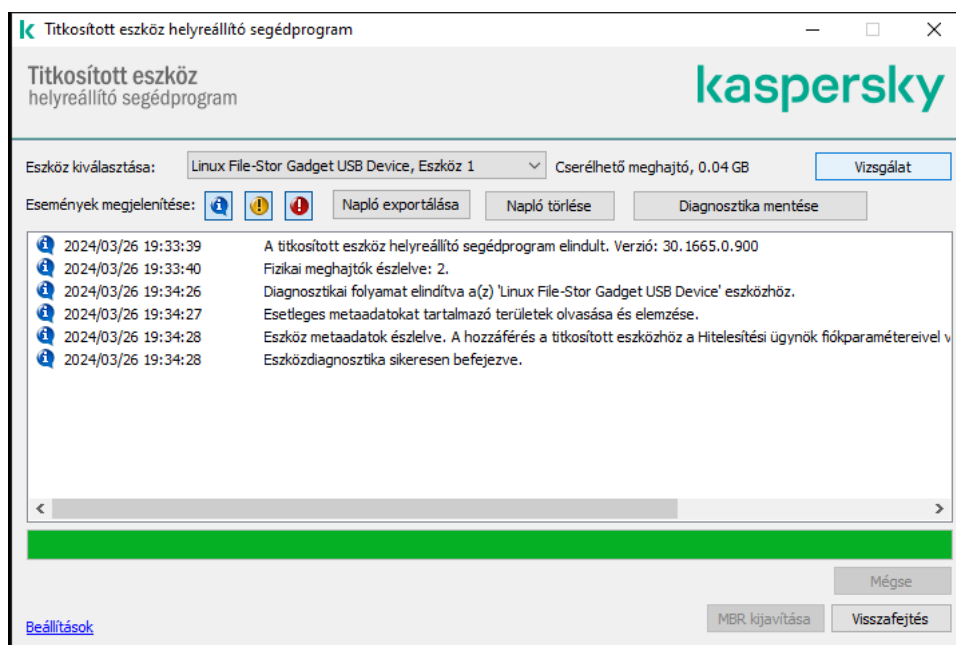 Titkosított eszköz helyreállító segédprogram
Titkosított eszköz
helyreállító segédprogram
kaspersky
Eszköz kiválasztása: Linux File-Stor Gadget USB Device, Eszköz 1 Cserélhető meghajtó, 0.04 GB Vizsgálat
Események megjelenítése: Napló exportálása Napló törlése Diagnosztika mentése
2024/03/26 19:33:39 A titkosított eszköz helyreállító segédprogram elindult. Verzió: 30.1665.0.900
2024/03/26 19:33:40 Fizikai meghajtók észlelve: 2.
2024/03/26 19:34:26 Diagnosztikai folyamat elindítva a(z) 'Linux File-Stor Gadget USB Device' eszközhöz.
2024/03/26 19:34:27 Esetleges metaadatokat tartalmazó területek olvasása és elemzése.
2024/03/26 19:34:28 Eszköz metaadatok észlelve. A hozzáférés a titkosított eszközhöz a Hitelesítési ügynök fiókparamétereivel v
2024/03/26 19:34:28 Eszközdiagnosztika sikeresen befejezve.
Mégse
Beállítások MBR kijavítása Visszafejtés